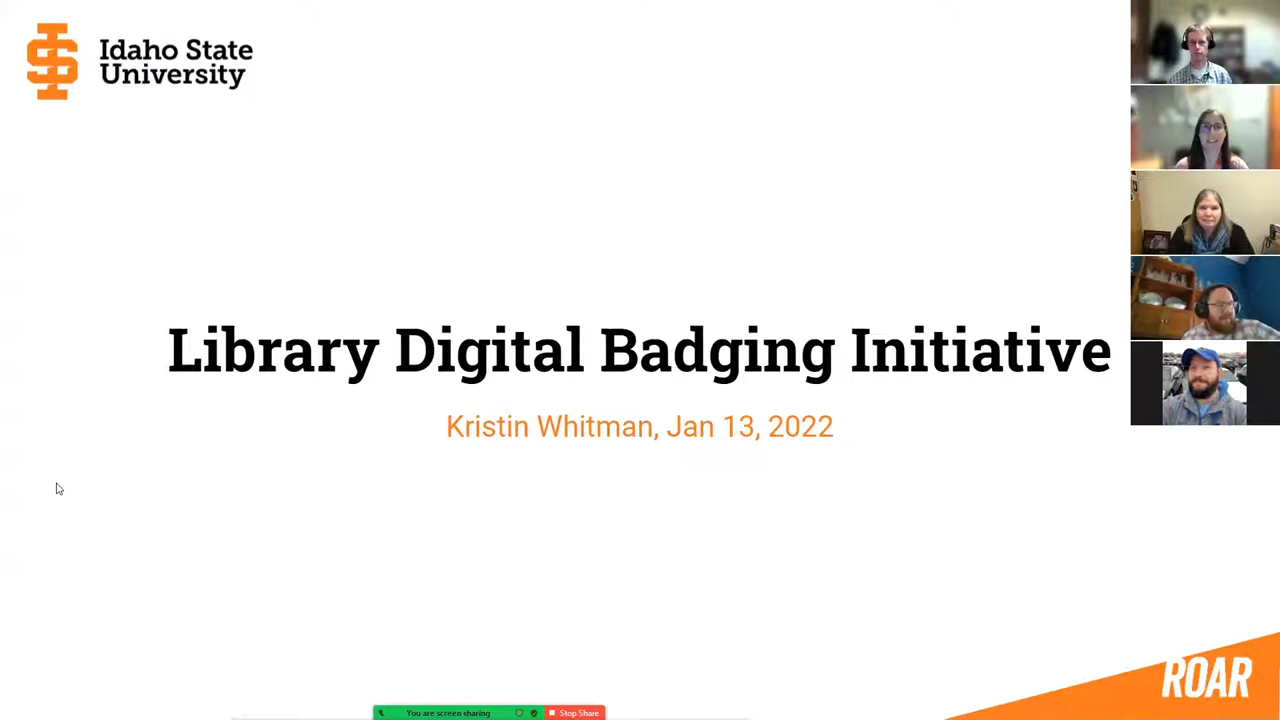 Idaho State
University
Library Digital Badging Initiative
Kristin Whitman, Jan 13, 2022
ROAR
You are screen sharing
Stop Share